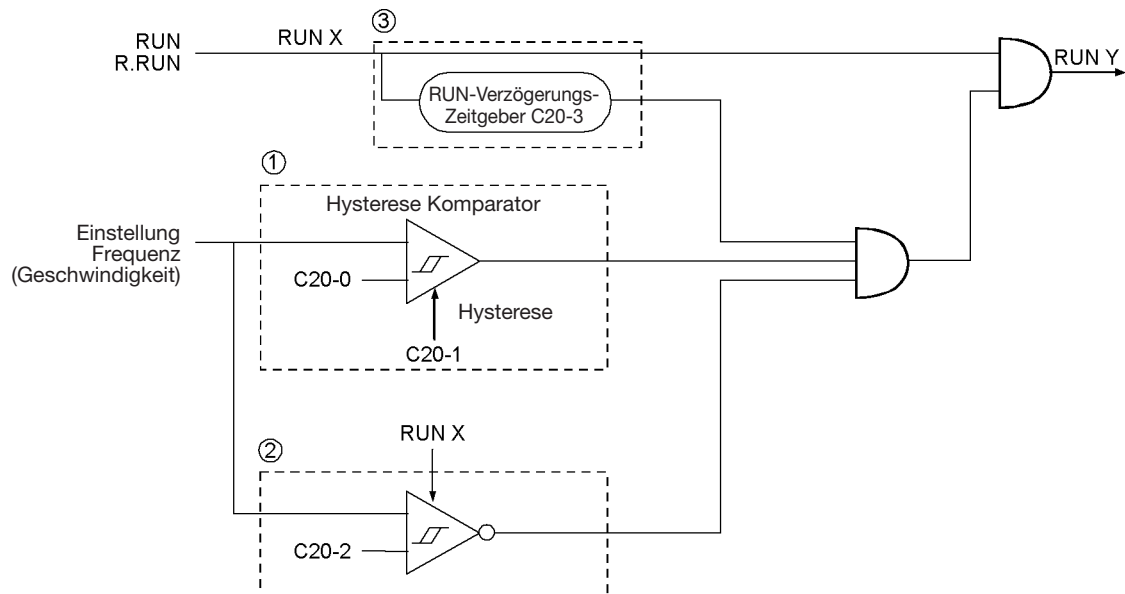 ③
RUN
R.RUN
RUN X
RUN Y
RUN-Verzögerungs-
Zeitgeber C20-3
①
Hysterese Komparator
Einstellung
Frequenz
(Geschwindigkeit)
C20-0
Hysterese
C20-1
RUN X
②
C20-2